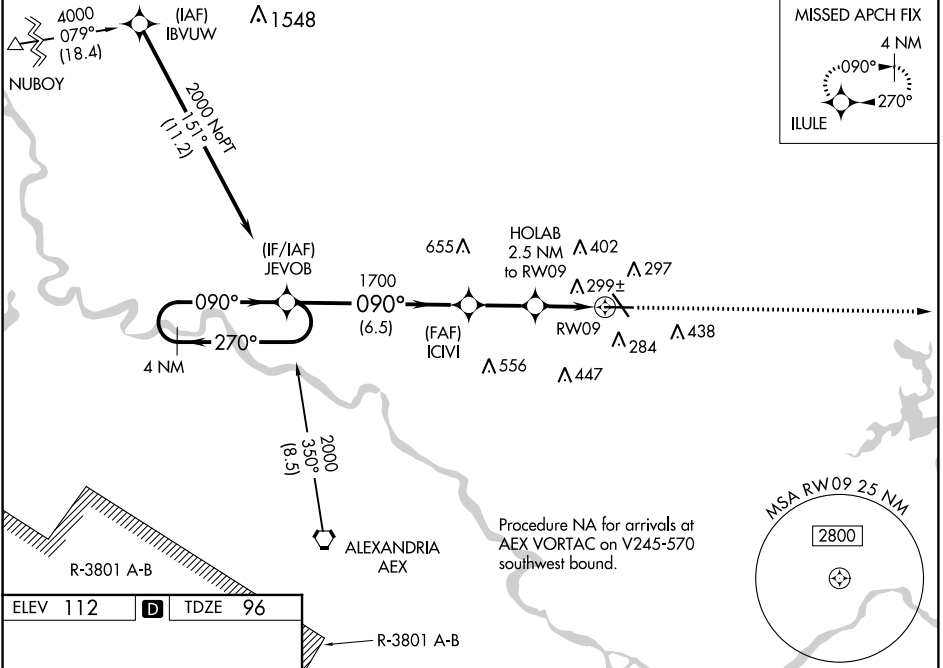 4000
079°
(18.4)
NUBOY
(IAF)
IBVUW
1548
2000 NoPT
151°
(11.2)
MISSED APCH FIX
4 NM
090°
270°
ILULE
(IF/IAF)
JEVOB
090°
270°
4 NM
1700
090°
(6.5)
655
(FAF)
ICIVI
HOLAB
2.5 NM
to RW09
402
299±
297
RW09
284
438
556
447
2000
350°
(8.5)
ALEXANDRIA
AEX
Procedure NA for arrivals at
AEX VORTAC on V245-570
southwest bound.
MSA RW09 25 NM
2800
R-3801 A-B
ELEV 112 D TDZE 96
R-3801 A-B